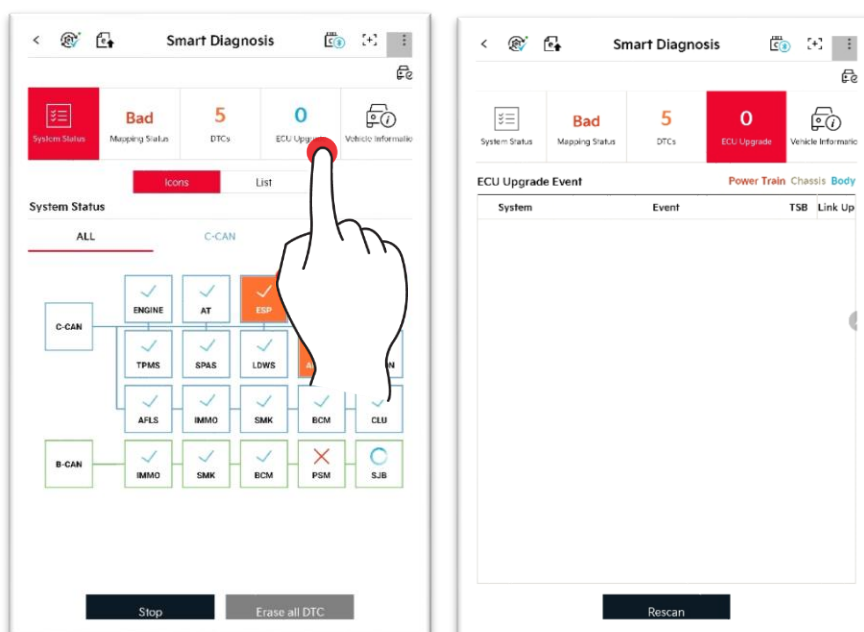 Smart Diagnosis
Bad
5
0
System Status
Mapping Status
DTCs
ECU Upgrade
Vehicle Informatio
Icons
List
System Status
ALL
C-CAN
ENGINE
AT
ESP
C-CAN
TPMS
SPAS
LDWS
AFLS
IMMO
SMK
BCM
CLU
B-CAN
IMMO
SMK
BCM
PSM
SJB
Stop
Erase all DTC
Smart Diagnosis
Bad
5
0
System Status
Mapping Status
DTCs
ECU Upgrade
Vehicle Informatio
ECU Upgrade Event
Power Train Chassis Body
System
Event
TSB
Link Up
Rescan